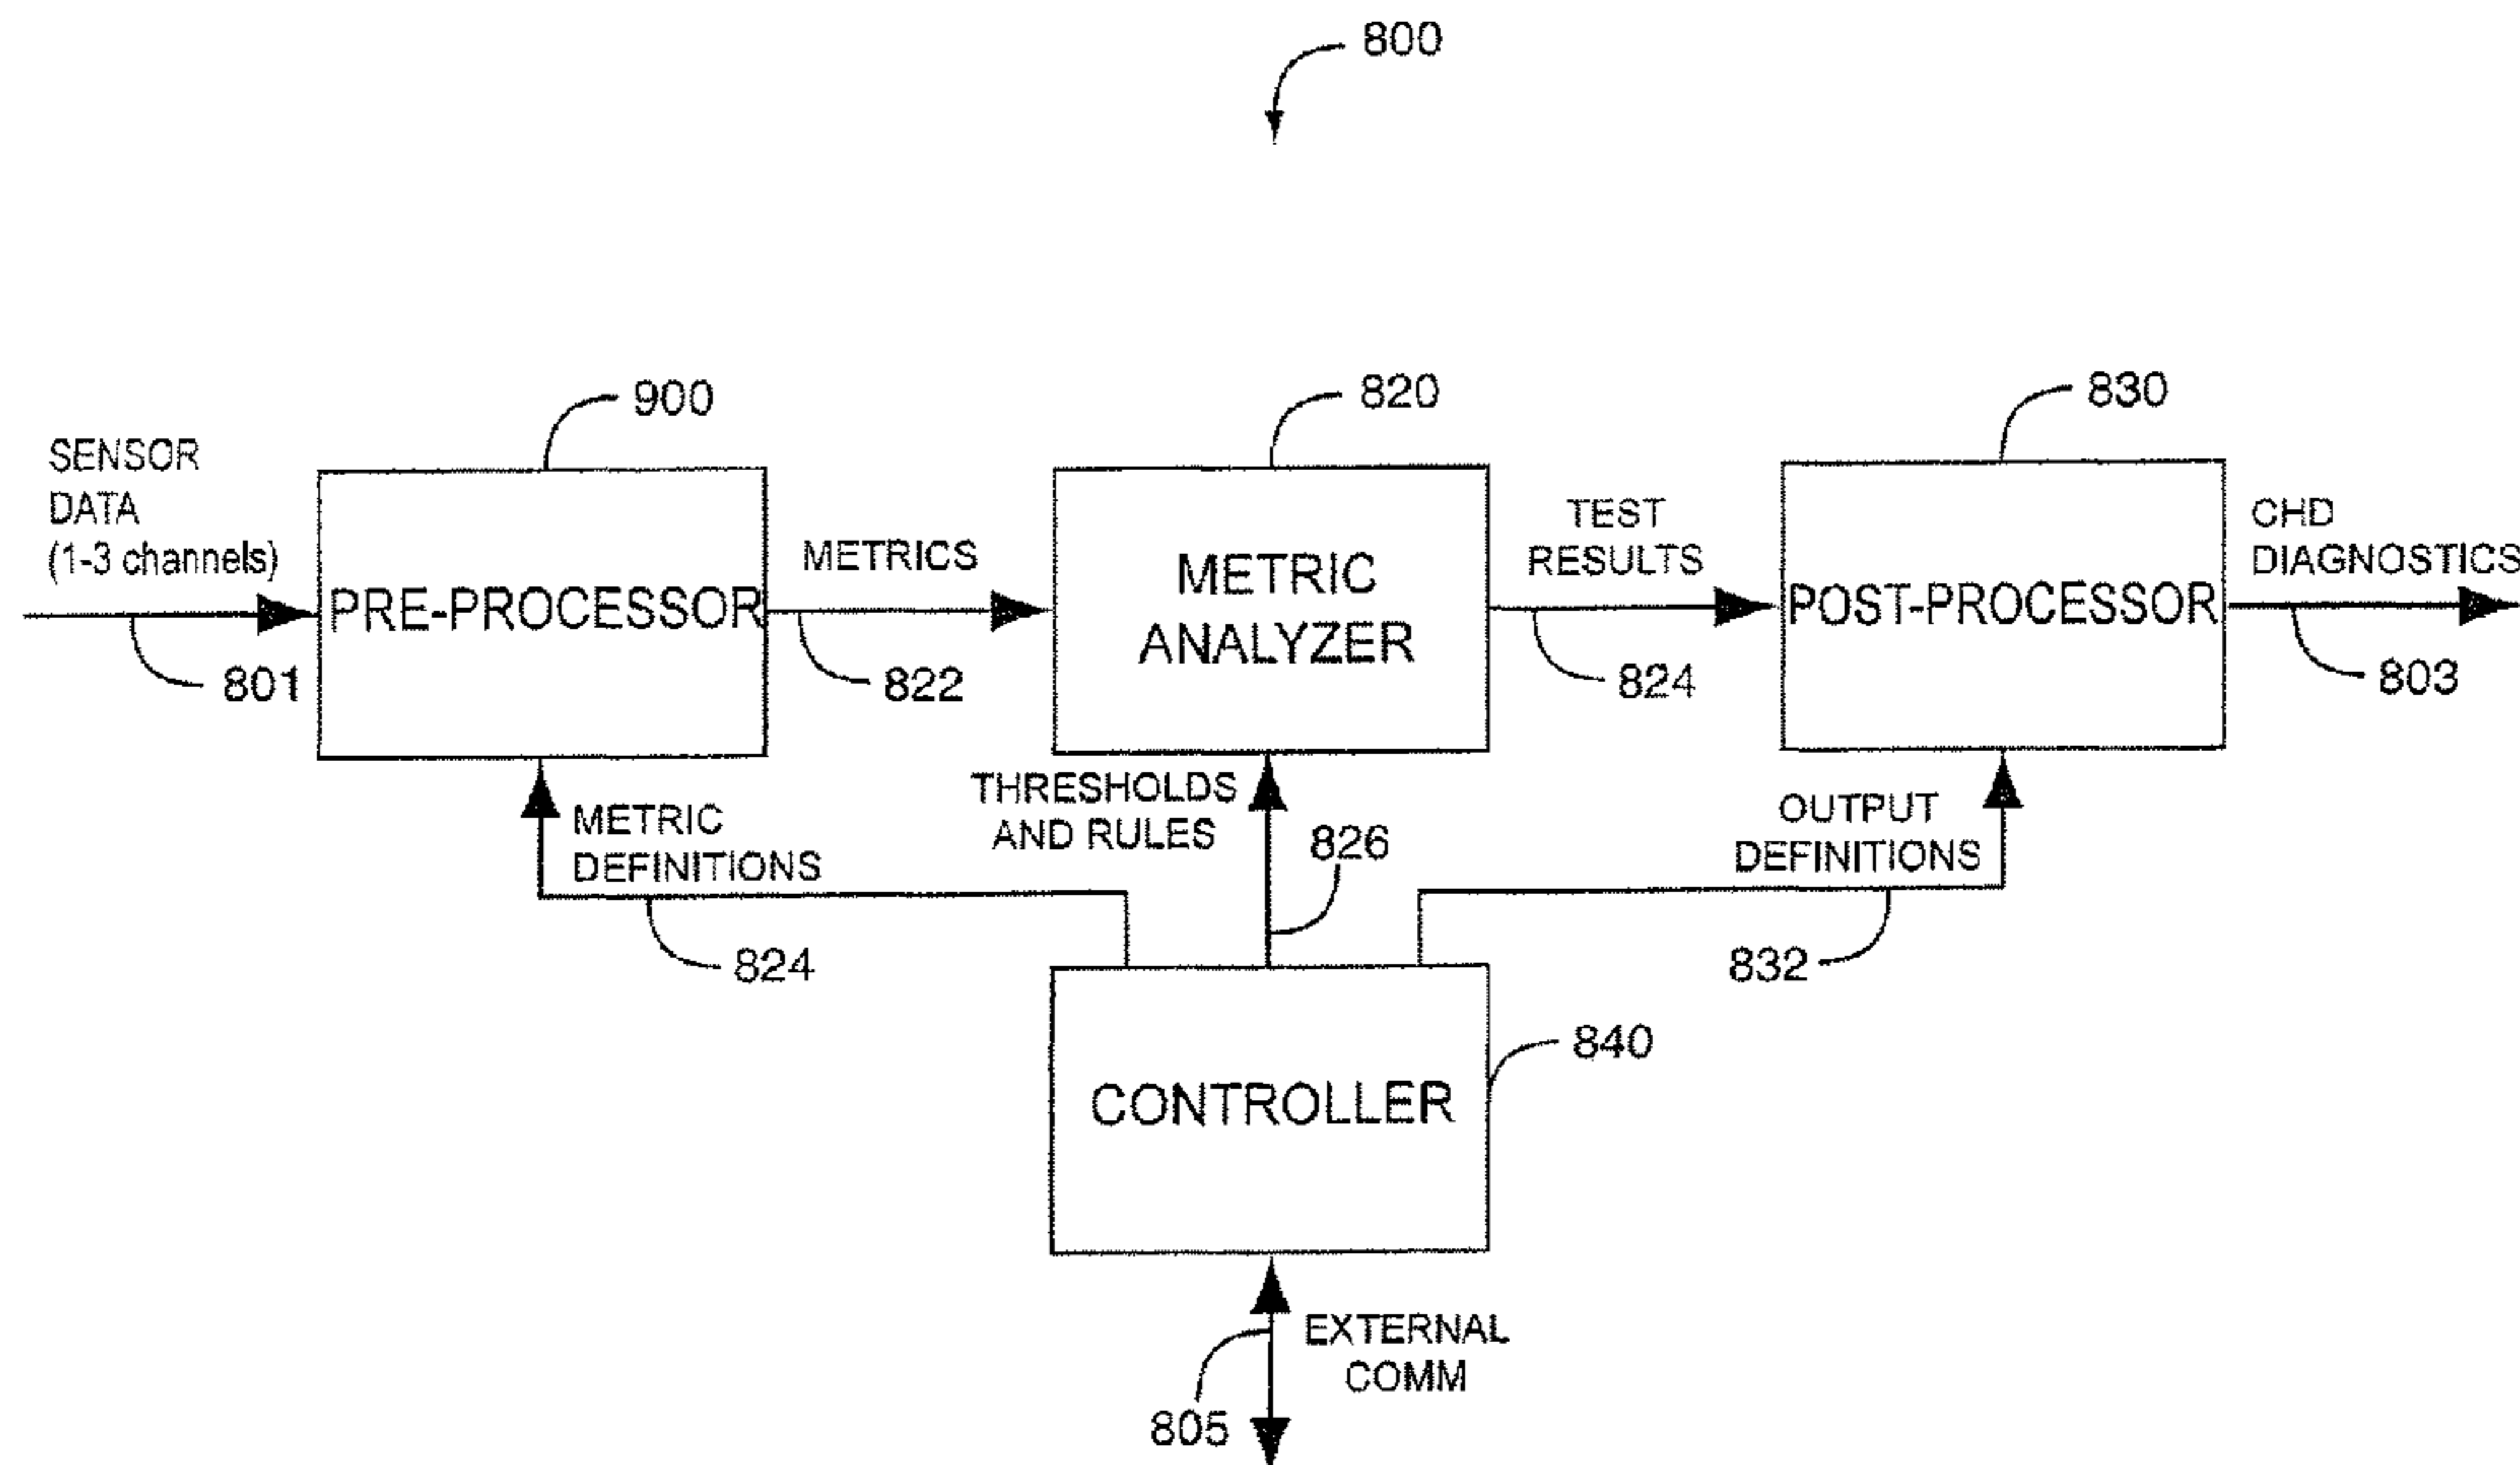 800
900
820
830
SENSOR
DATA
(1-3 channels)
PRE-PROCESSOR
801
METRICS
822
METRIC
ANALYZER
TEST
RESULTS
824
POST-PROCESSOR
CHD
DIAGNOSTICS
803
METRIC
DEFINITIONS
824
THRESHOLDS
AND RULES
826
OUTPUT
DEFINITIONS
832
CONTROLLER
840
EXTERNAL
COMM
805